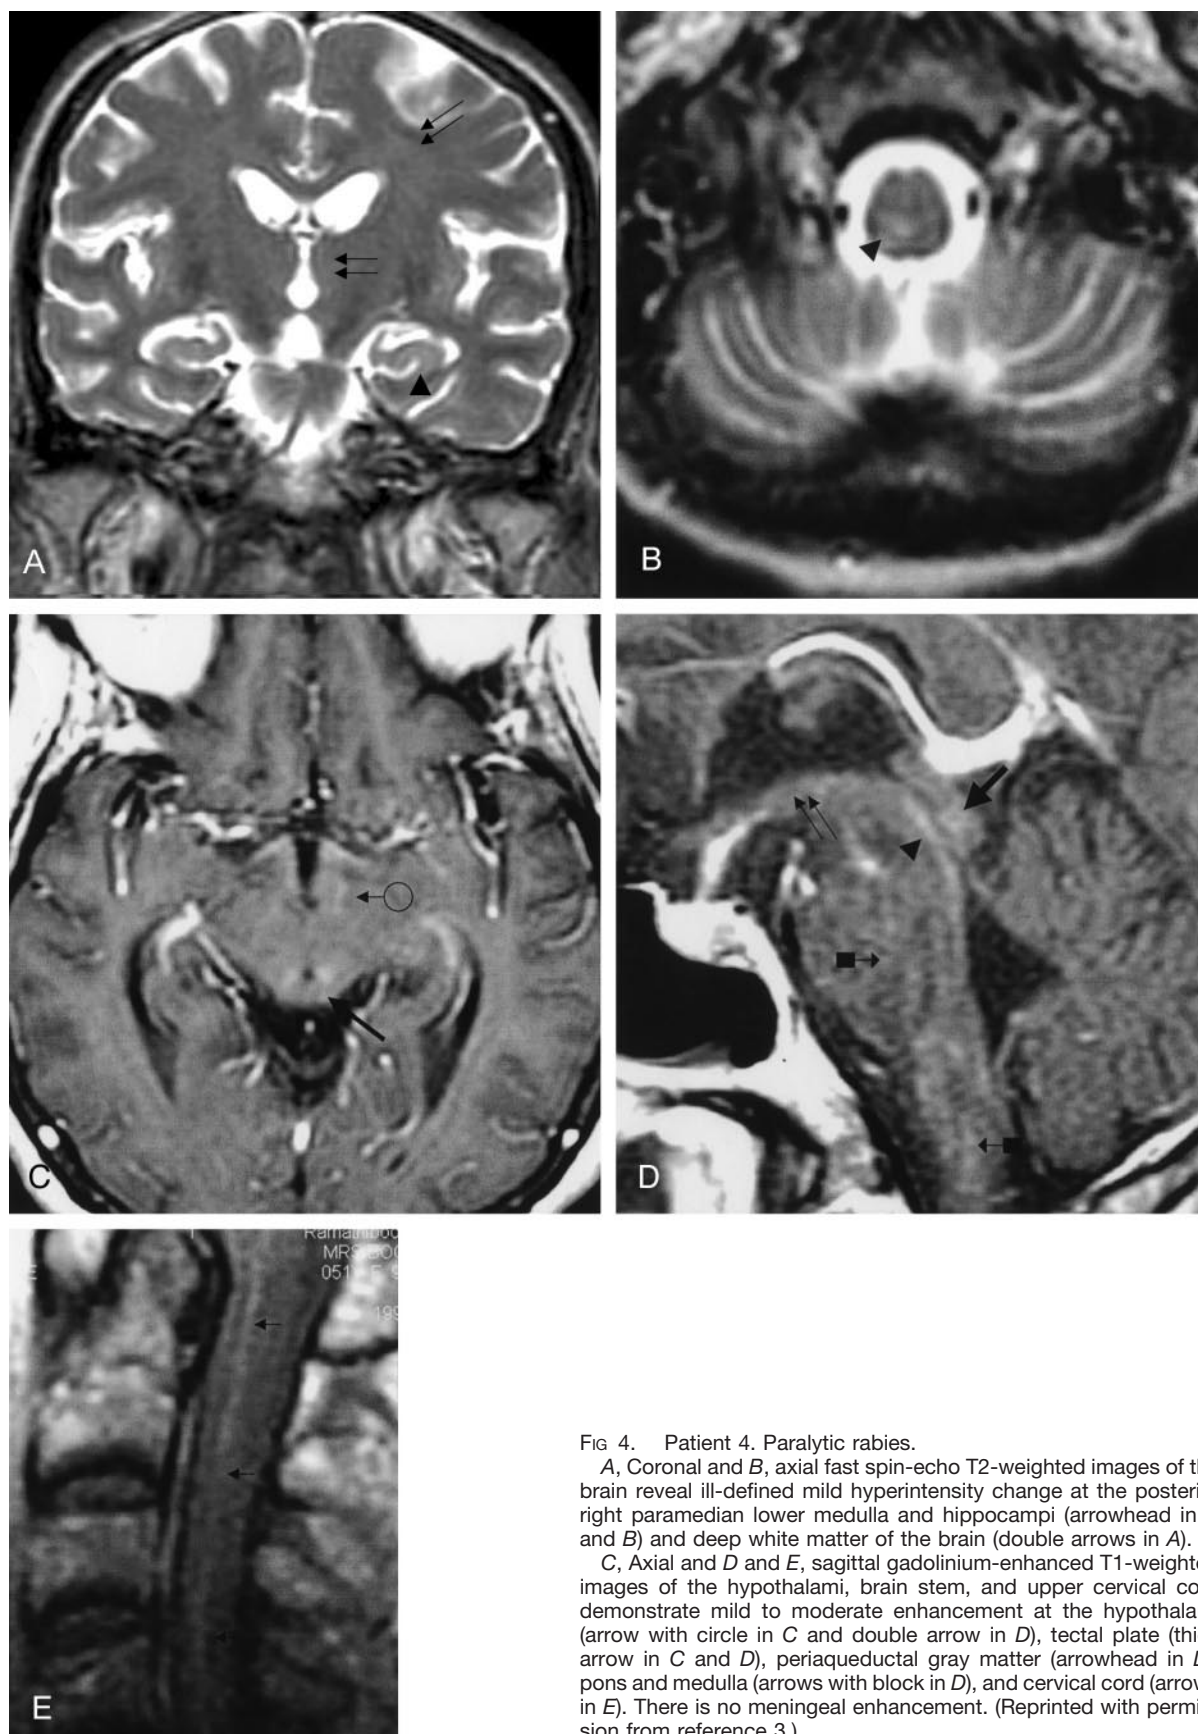 A
B
C
D
E
Ramathibod
MRS
051
E
199
FIG 4. Patient 4. Paralytic rabies.
A, Coronal and B, axial fast spin-echo T2-weighted images of th
brain reveal ill-defined mild hyperintensity change at the posteri
right paramedian lower medulla and hippocampi (arrowhead in
and B) and deep white matter of the brain (double arrows in A).
C, Axial and D and E, sagittal gadolinium-enhanced T1-weighte
images of the hypothalami, brain stem, and upper cervical co
demonstrate mild to moderate enhancement at the hypothala
(arrow with circle in C and double arrow in D), tectal plate (thi
arrow in C and D), periaqueductal gray matter (arrowhead in D
pons and medulla (arrows with block in D), and cervical cord (arrow
in E). There is no meningeal enhancement. (Reprinted with permi
sion from reference 3.)